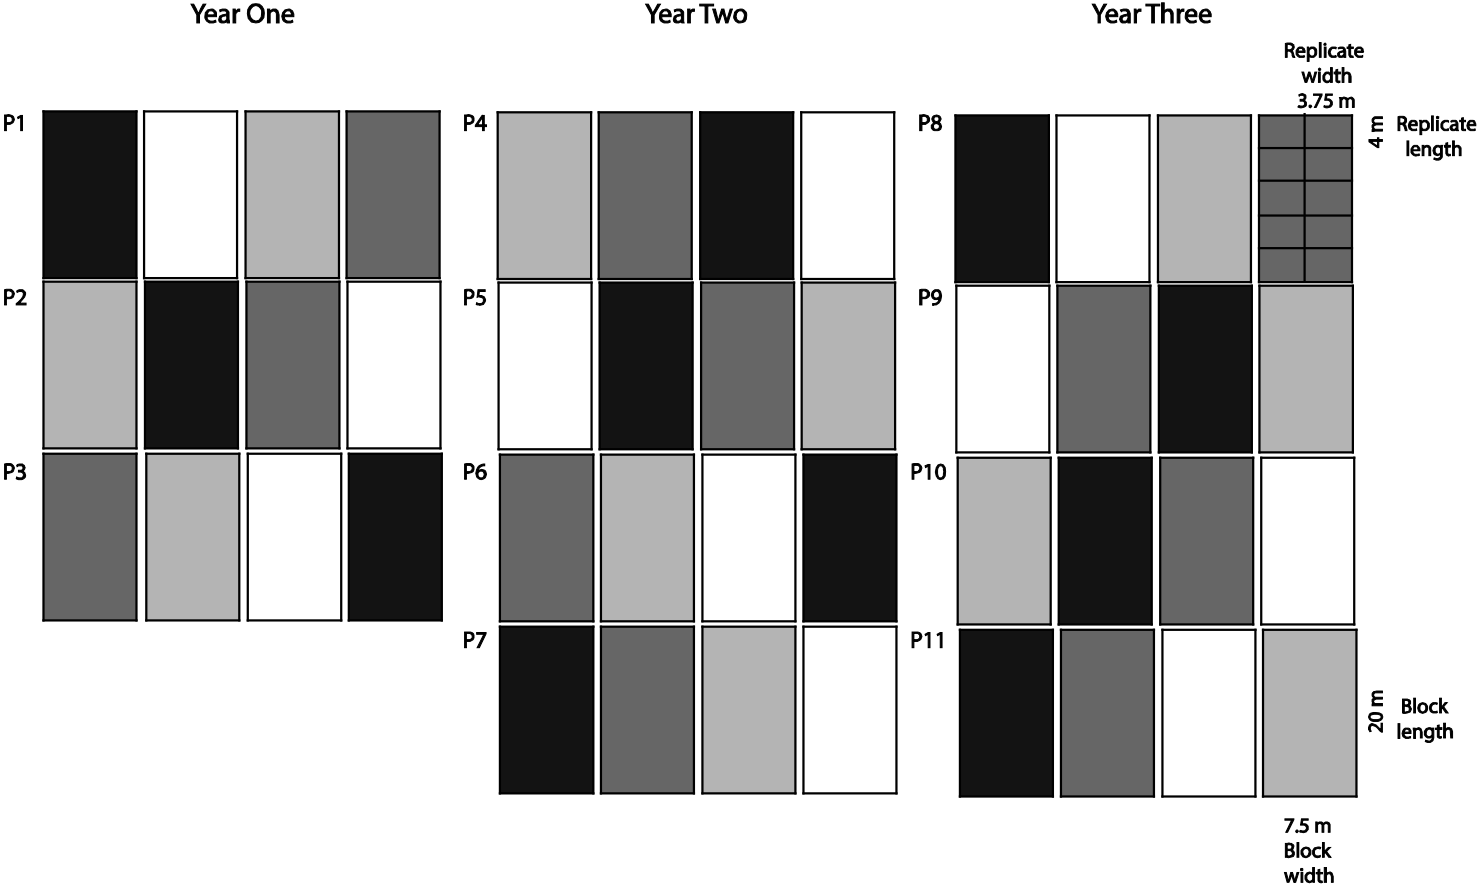 Year One
Year Two
Year Three
Replicate
width
3.75 m
P1
P4
P8
4 m
Replicate
length
P2
P5
P9
P3
P6
P10
P7
P11
20 m
Block
length
7.5 m
Block
width